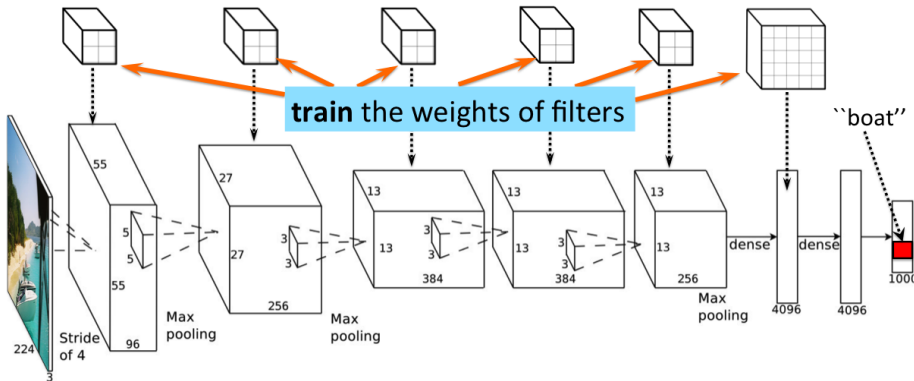 train the weights of filters
``boat''
55
27
13
13
13
5
5
55
27
3
3
13
3
3
13
3
3
13
dense
dense
55
256
384
384
256
1000
224
3
Stride
of 4
96
Max
pooling
Max
pooling
Max
pooling
4096
4096